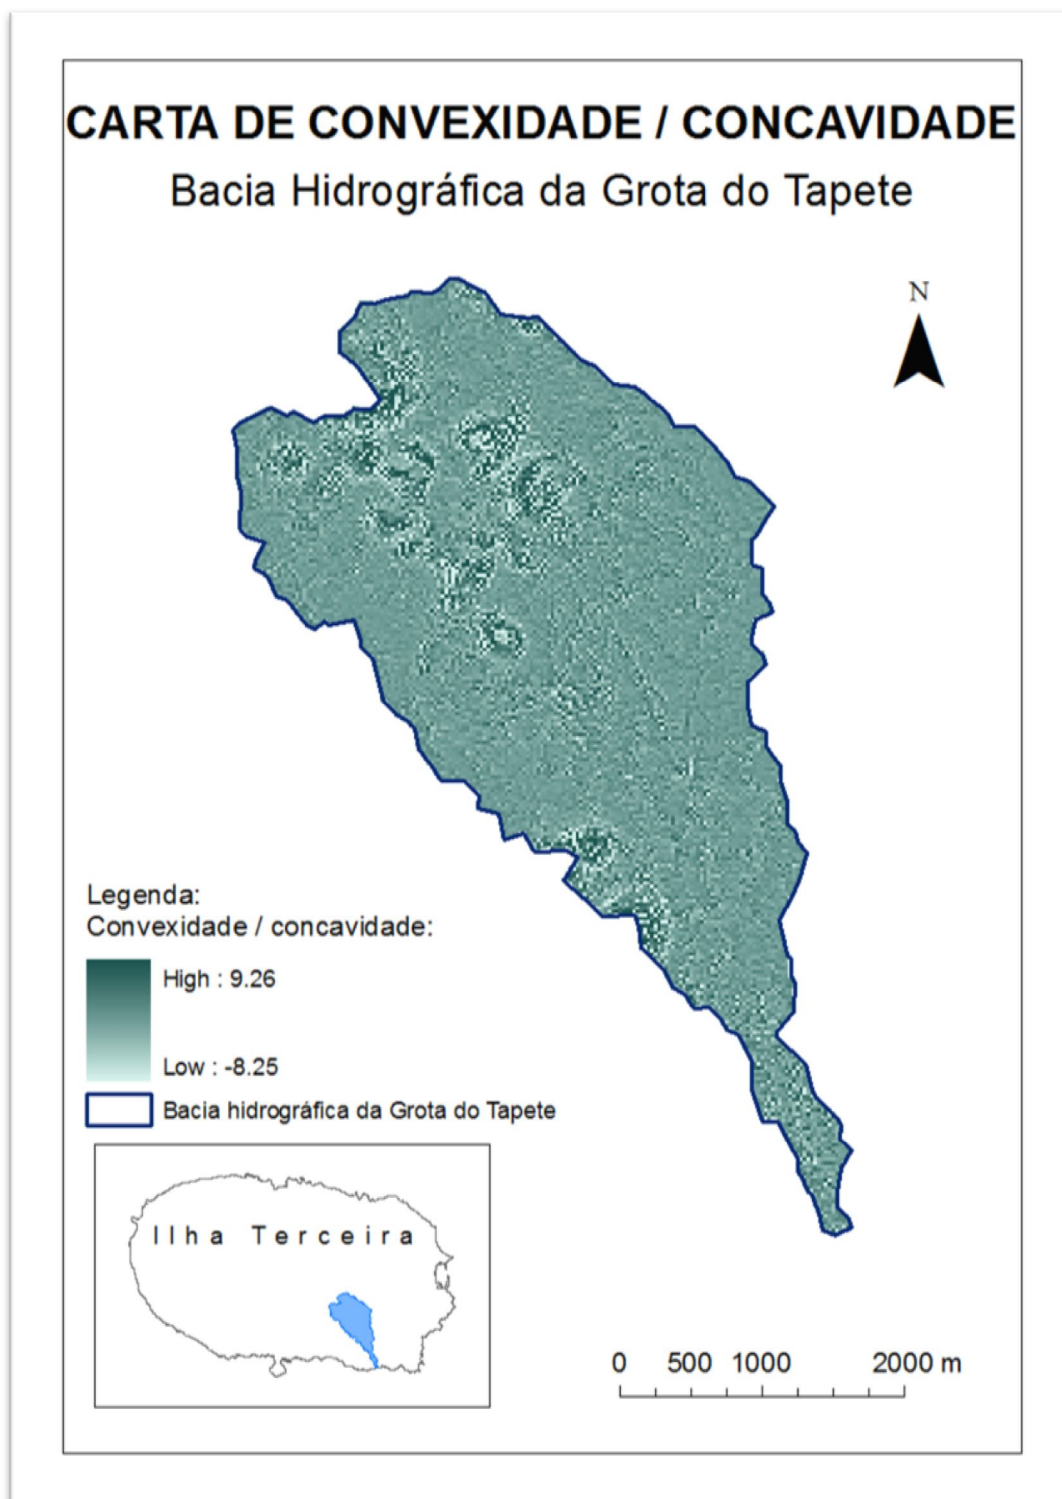 CARTA DE CONVEXIDADE / CONCAVIDADE
Bacia Hidrográfica da Grota do Tapete
N
Legenda:
Convexidade / concavidade:
High : 9.26
Low : -8.25
Bacia hidrográfica da Grota do Tapete
Ilha Terceira
0 500 1000 2000 m